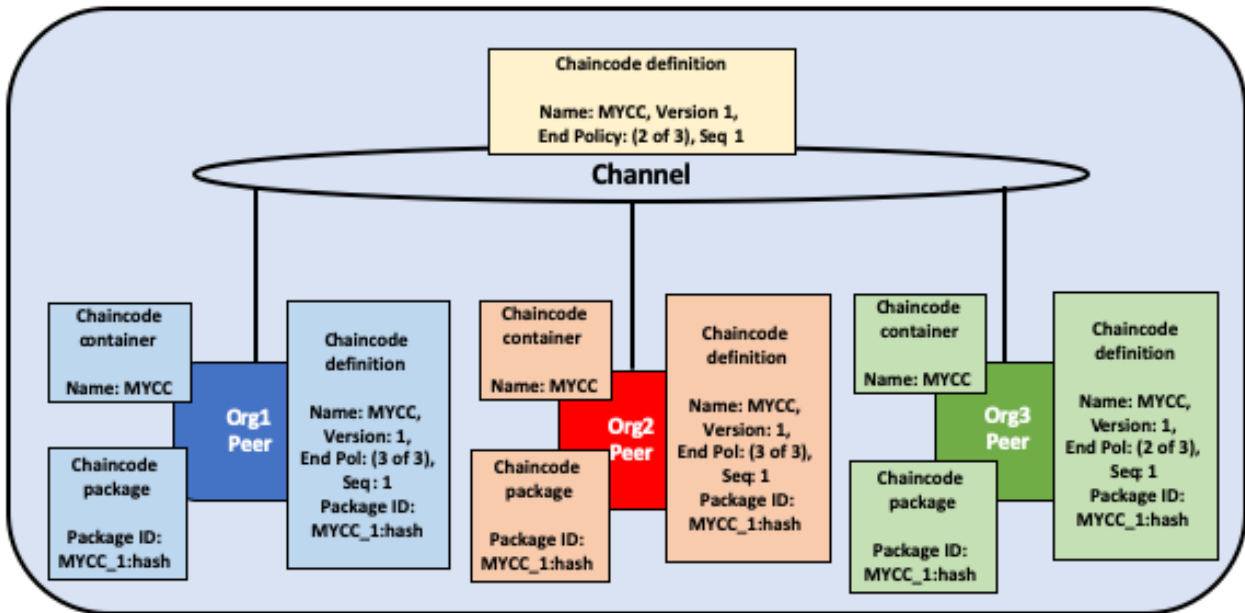 Chaincode definition
Name: MYCC, Version 1,
End Policy: (2 of 3), Seq 1
Channel
Chaincode
container
Name: MYCC
Org1
Peer
Chaincode
package
Package ID:
MYCC_1:hash
Chaincode
definition
Name: MYCC,
Version: 1,
End Pol: (3 of 3),
Seq: 1
Package ID:
MYCC_1:hash
Chaincode
container
Name: MYCC
Org2
Peer
Chaincode
package
Package ID:
MYCC_1:hash
Chaincode
definition
Name: MYCC,
Version: 1,
End Pol: (3 of 3),
Seq: 1
Package ID:
MYCC_1:hash
Chaincode
container
Name: MYCC
Org3
Peer
Chaincode
package
Package ID:
MYCC_1:hash
Chaincode
definition
Name: MYCC,
Version: 1,
End Pol: (2 of 3),
Seq: 1
Package ID:
MYCC_1:hash